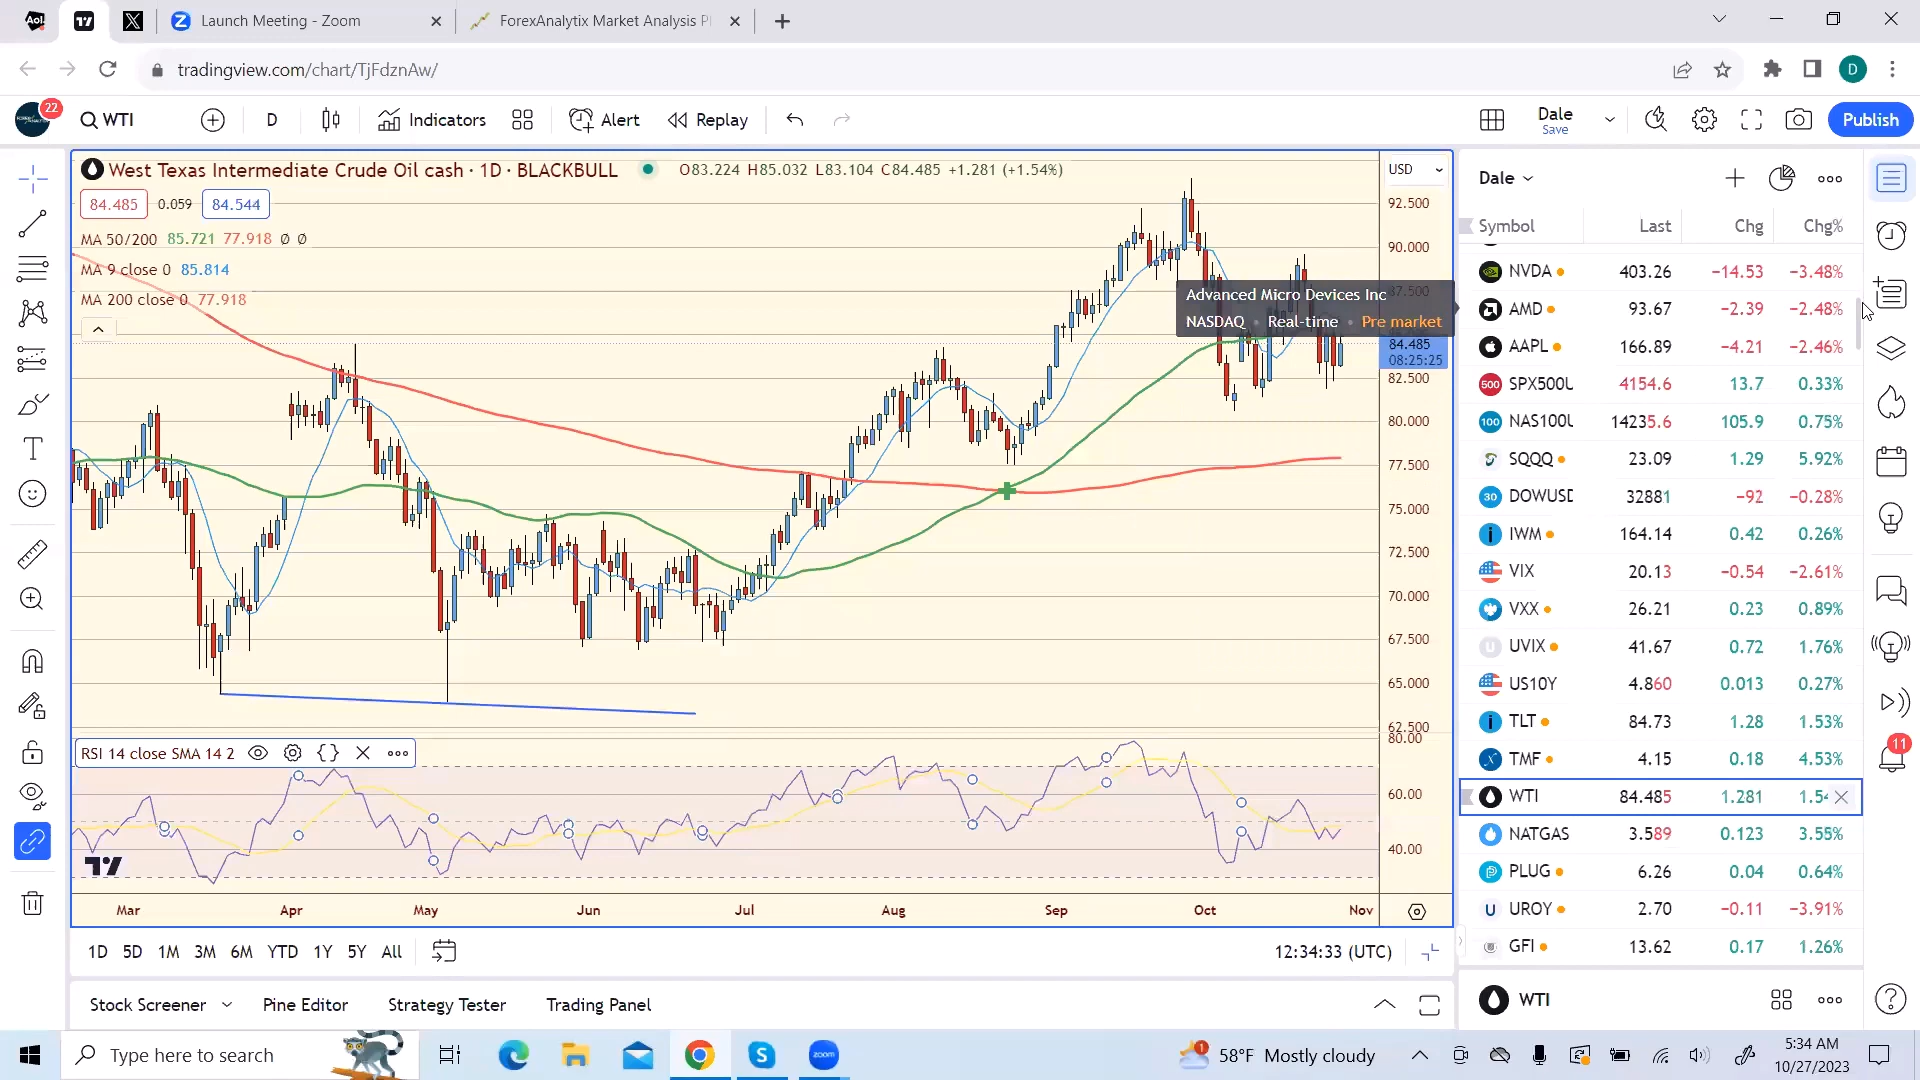 Aol.
Launch Meeting - Zoom
ForexAnalytix Market Analysis Pl
tradingview.com/chart/TjFdznAw/
D
22
WTI
D
Indicators
Alert
Replay
Dale
Save
Publish
West Texas Intermediate Crude Oil cash · 1D · BLACKBULL
O83.224 H85.032 L83.104 C84.485 +1.281 (+1.54%)
84.485
0.059
84.544
MA 50/200 85.721 77.918 ∅ ∅
MA 9 close 0 85.814
MA 200 close 0 77.918
USD
92.500
90.000
87.500
84.485
08:25:25
82.500
80.000
77.500
75.000
72.500
70.000
67.500
65.000
62.500
80.00
60.00
40.00
Advanced Micro Devices Inc
NASDAQ • Real-time • Pre market
RSI 14 close SMA 14 2
Mar Apr May Jun Jul Aug Sep Oct Nov
1D 5D 1M 3M 6M YTD 1Y 5Y All
12:34:33 (UTC)
Stock Screener
Pine Editor
Strategy Tester
Trading Panel
Dale
Symbol Last Chg Chg%
NVDA 403.26 −14.53 −3.48%
AMD 93.67 −2.39 −2.48%
AAPL 166.89 −4.21 −2.46%
500 SPX500U 4154.6 13.7 0.33%
100 NAS100U 14235.6 105.9 0.75%
SQQQ 23.09 1.29 5.92%
30 DOWUSD 32881 −92 −0.28%
IWM 164.14 0.42 0.26%
VIX 20.13 −0.54 −2.61%
VXX 26.21 0.23 0.89%
UVIX 41.67 0.72 1.76%
US10Y 4.860 0.013 0.27%
TLT 84.73 1.28 1.53%
TMF 4.15 0.18 4.53%
WTI 84.485 1.281 1.54
NATGAS 3.589 0.123 3.55%
PLUG 6.26 0.04 0.64%
UROY 2.70 −0.11 −3.91%
GFI 13.62 0.17 1.26%
WTI
11
Type here to search
zoom
1
58°F Mostly cloudy
5:34 AM
10/27/2023